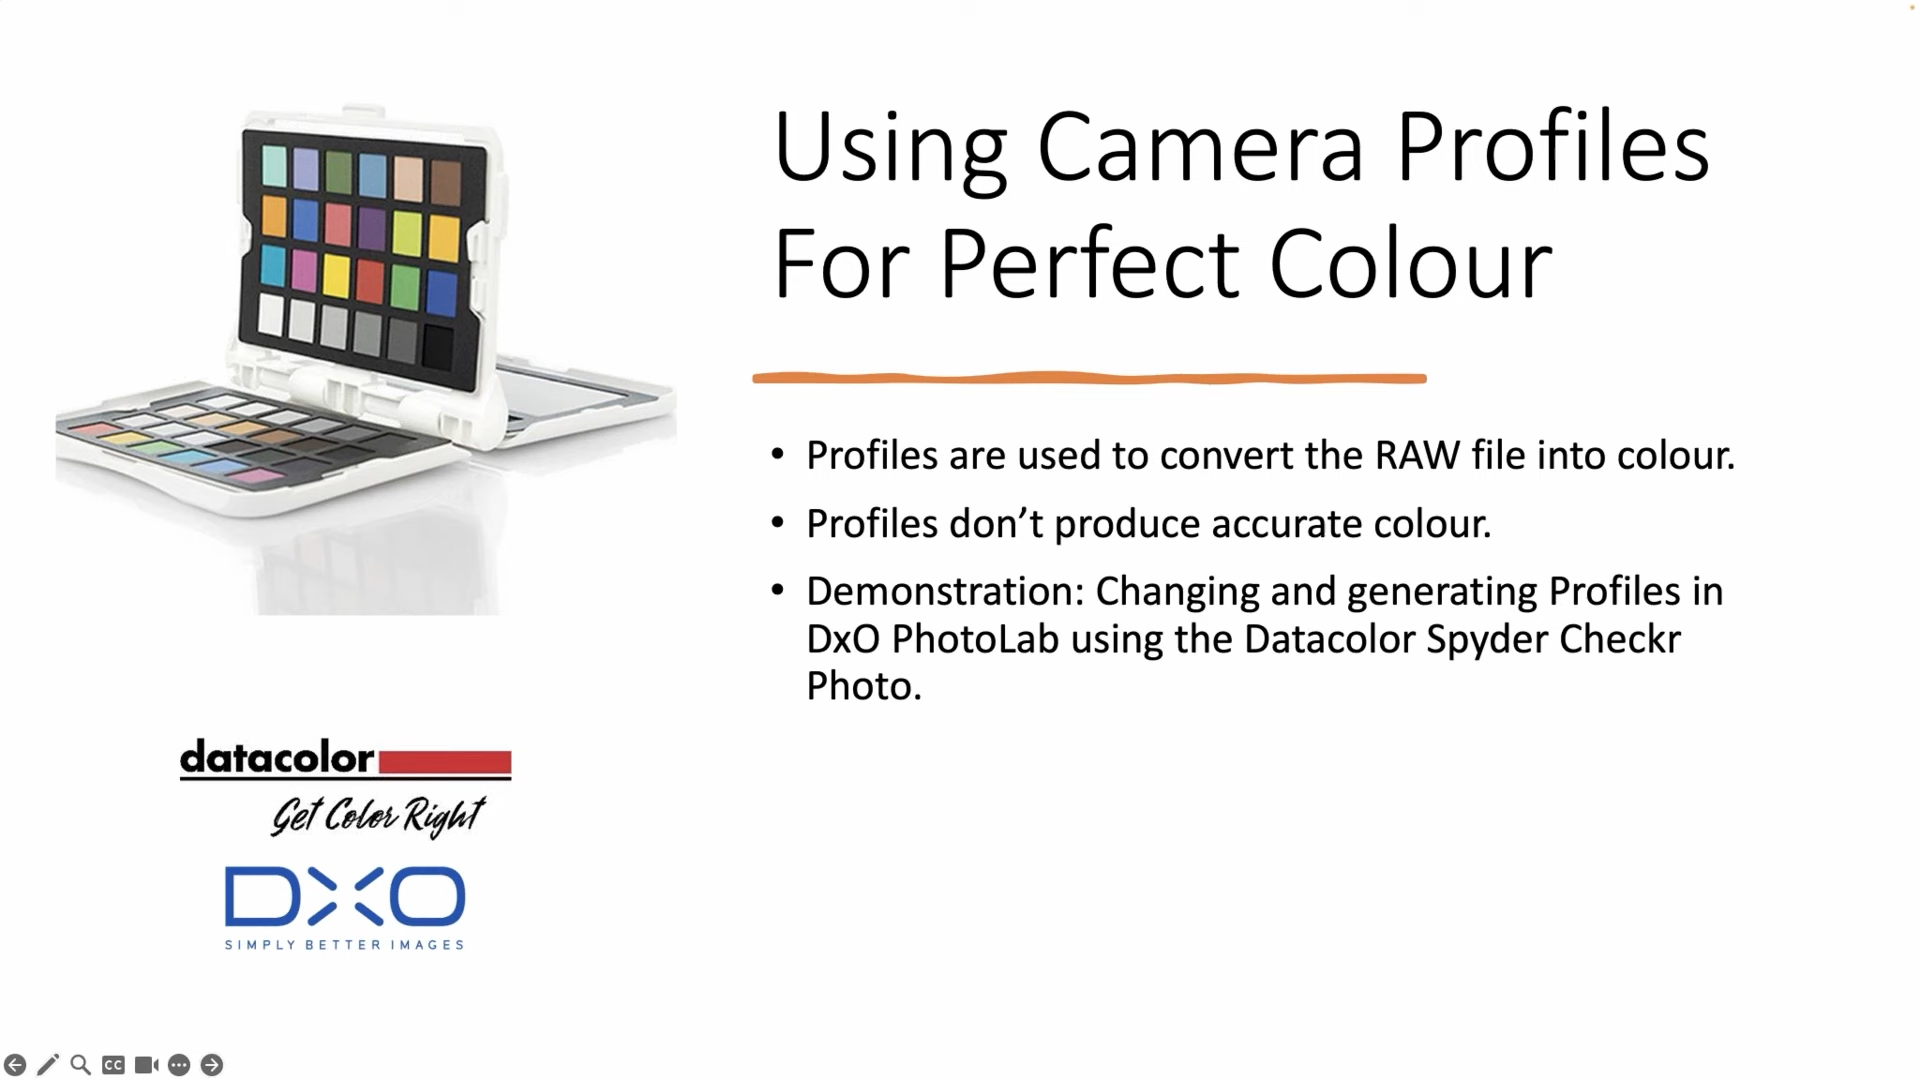 Using Camera Profiles
For Perfect Colour
• Profiles are used to convert the RAW file into colour.
• Profiles don’t produce accurate colour.
• Demonstration: Changing and generating Profiles in
DxO PhotoLab using the Datacolor Spyder Checkr
Photo.
datacolor
Get Color Right
DXO
SIMPLY BETTER IMAGES
CC